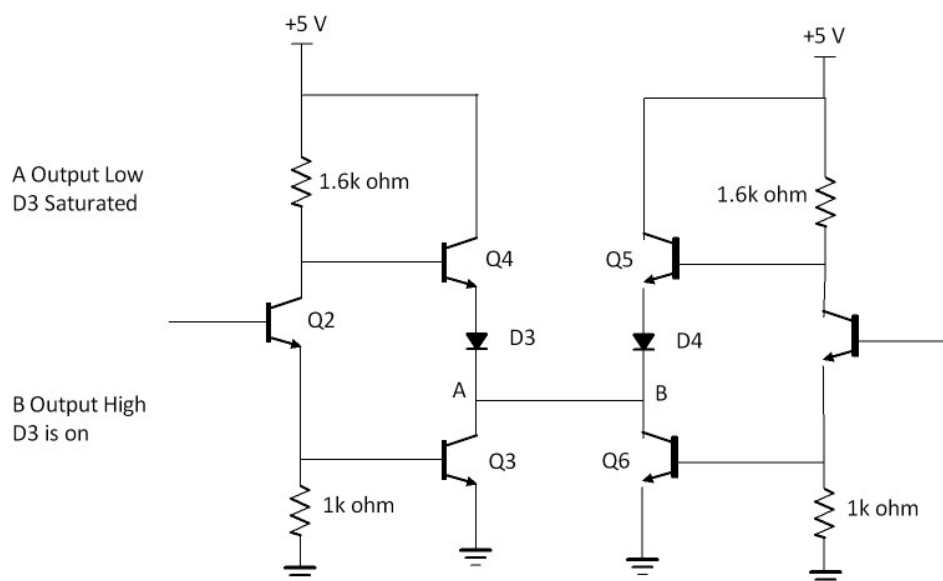 +5 V
+5 V
A Output Low
D3 Saturated
1.6k ohm
1.6k ohm
Q4
Q5
Q2
D3
D4
A
B
B Output High
D3 is on
Q3
Q6
1k ohm
1k ohm